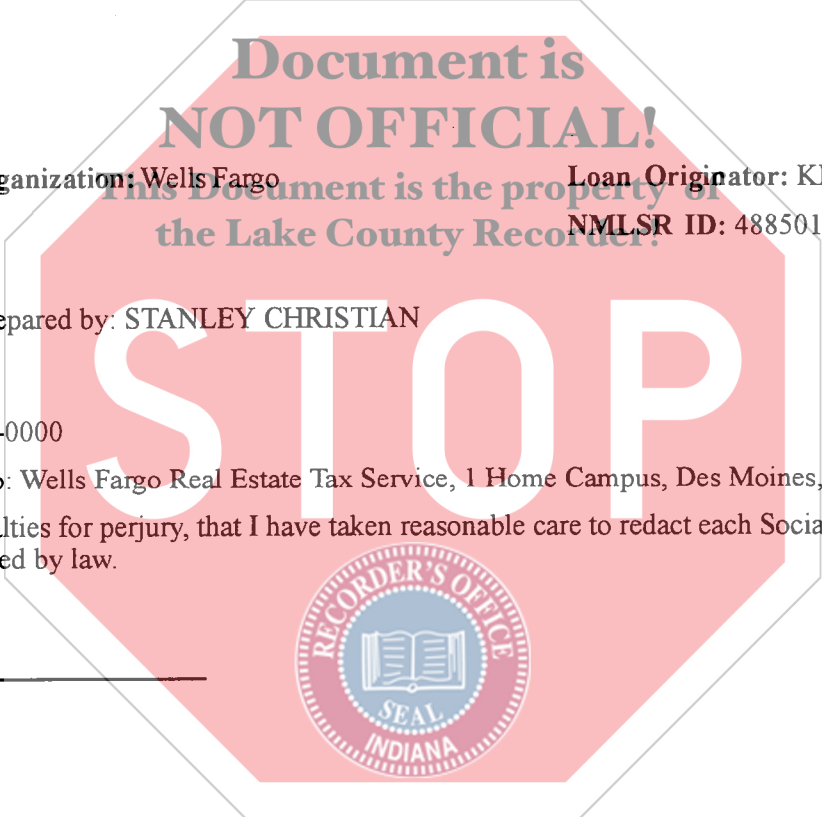 Document is
NOT OFFICIAL!
ganization: Wells Fargo Loan Originator: K
This Document is the property of
NMLSR ID: 488501
the Lake County Recorder!
epared by: STANLEY CHRISTIAN
STOP
-0000
: Wells Fargo Real Estate Tax Service, 1 Home Campus, Des Moines,
lties for perjury, that I have taken reasonable care to redact each Socia
ed by law.
RECORDER'S OFFICE
SEAL
INDIANA